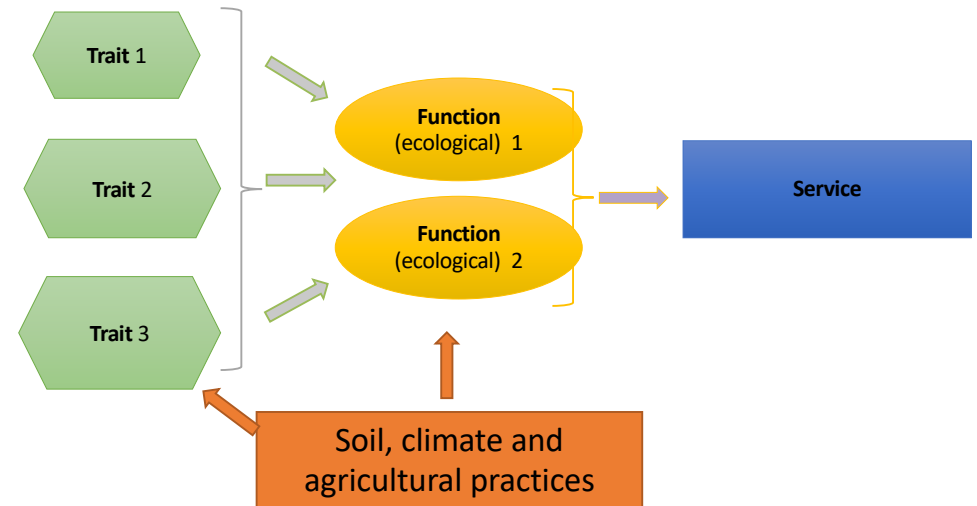 Trait 1
Trait 2
Trait 3
Function
(ecological) 1
Function
(ecological) 2
Service
Soil, climate and
agricultural practices